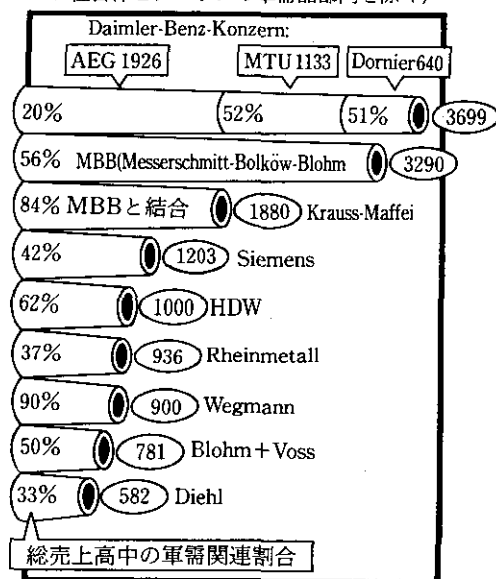 Daimler-Benz-Konzern:
AEG 1926 MTU 1133 Dornier640
20% 52% 51% 3699
56% MBB(Messerschmitt-Bolköw-Blohm 3290
84% MBBと結合 1880 Krauss-Maffei
42% 1203 Siemens
62% 1000 HDW
37% 936 Rheinmetall
90% 900 Wegmann
50% 781 Blohm+Voss
33% 582 Diehl
総売上高中の軍需関連割合